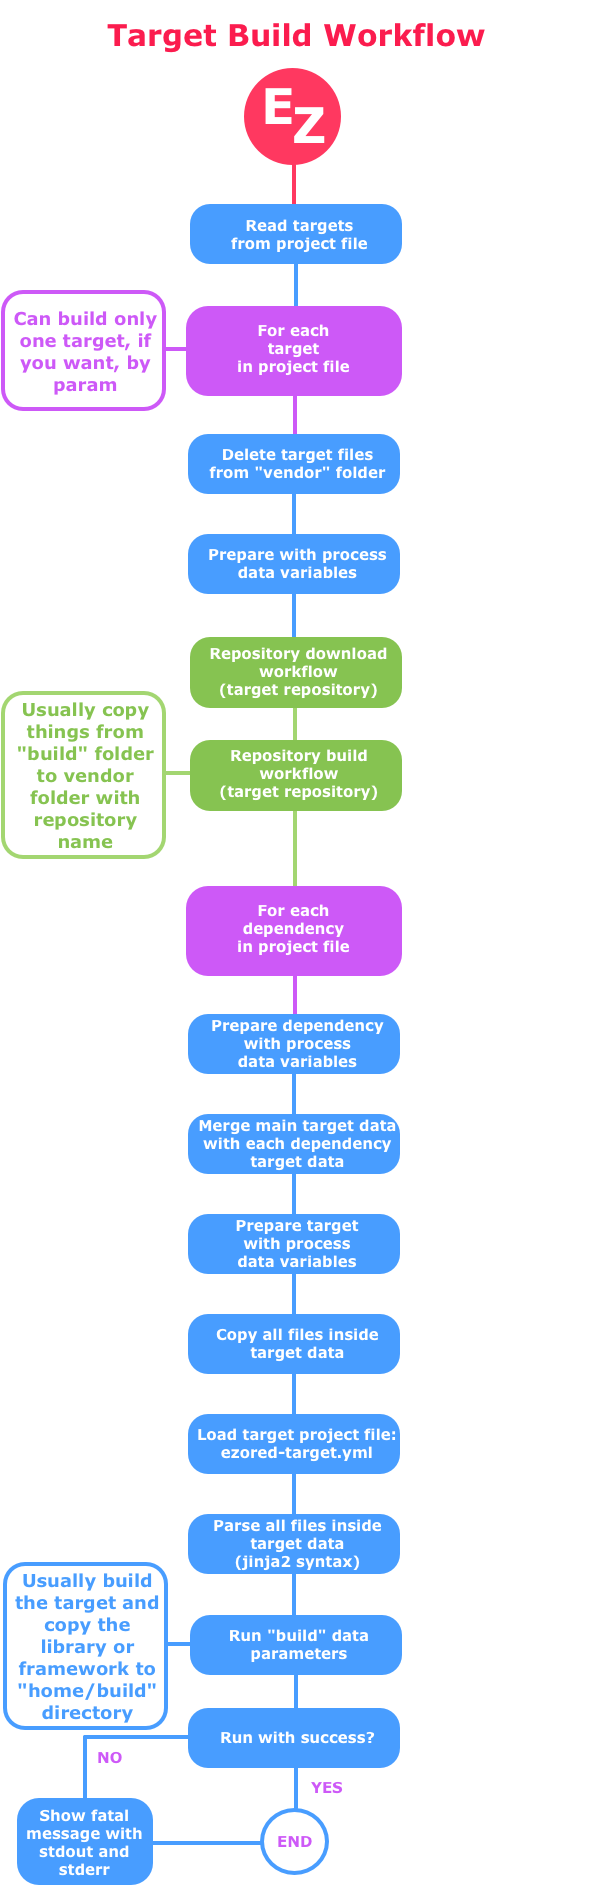 Target Build Workflow
E
Z
Read targets
from project file
Can build only
one target, if
you want, by
param
For each
target
in project file
Delete target files
from "vendor" folder
Prepare with process
data variables
Repository download
workflow
(target repository)
Usually copy
things from
"build" folder
to vendor
folder with
repository
name
Repository build
workflow
(target repository)
For each
dependency
in project file
Prepare dependency
with process
data variables
Merge main target data
with each dependency
target data
Prepare target
with process
data variables
Copy all files inside
target data
Load target project file:
ezored-target.yml
Parse all files inside
target data
(jinja2 syntax)
Usually build
the target and
copy the
library or
framework to
"home/build"
directory
Run "build" data
parameters
Run with success?
NO
YES
Show fatal
message with
stdout and
stderr
END